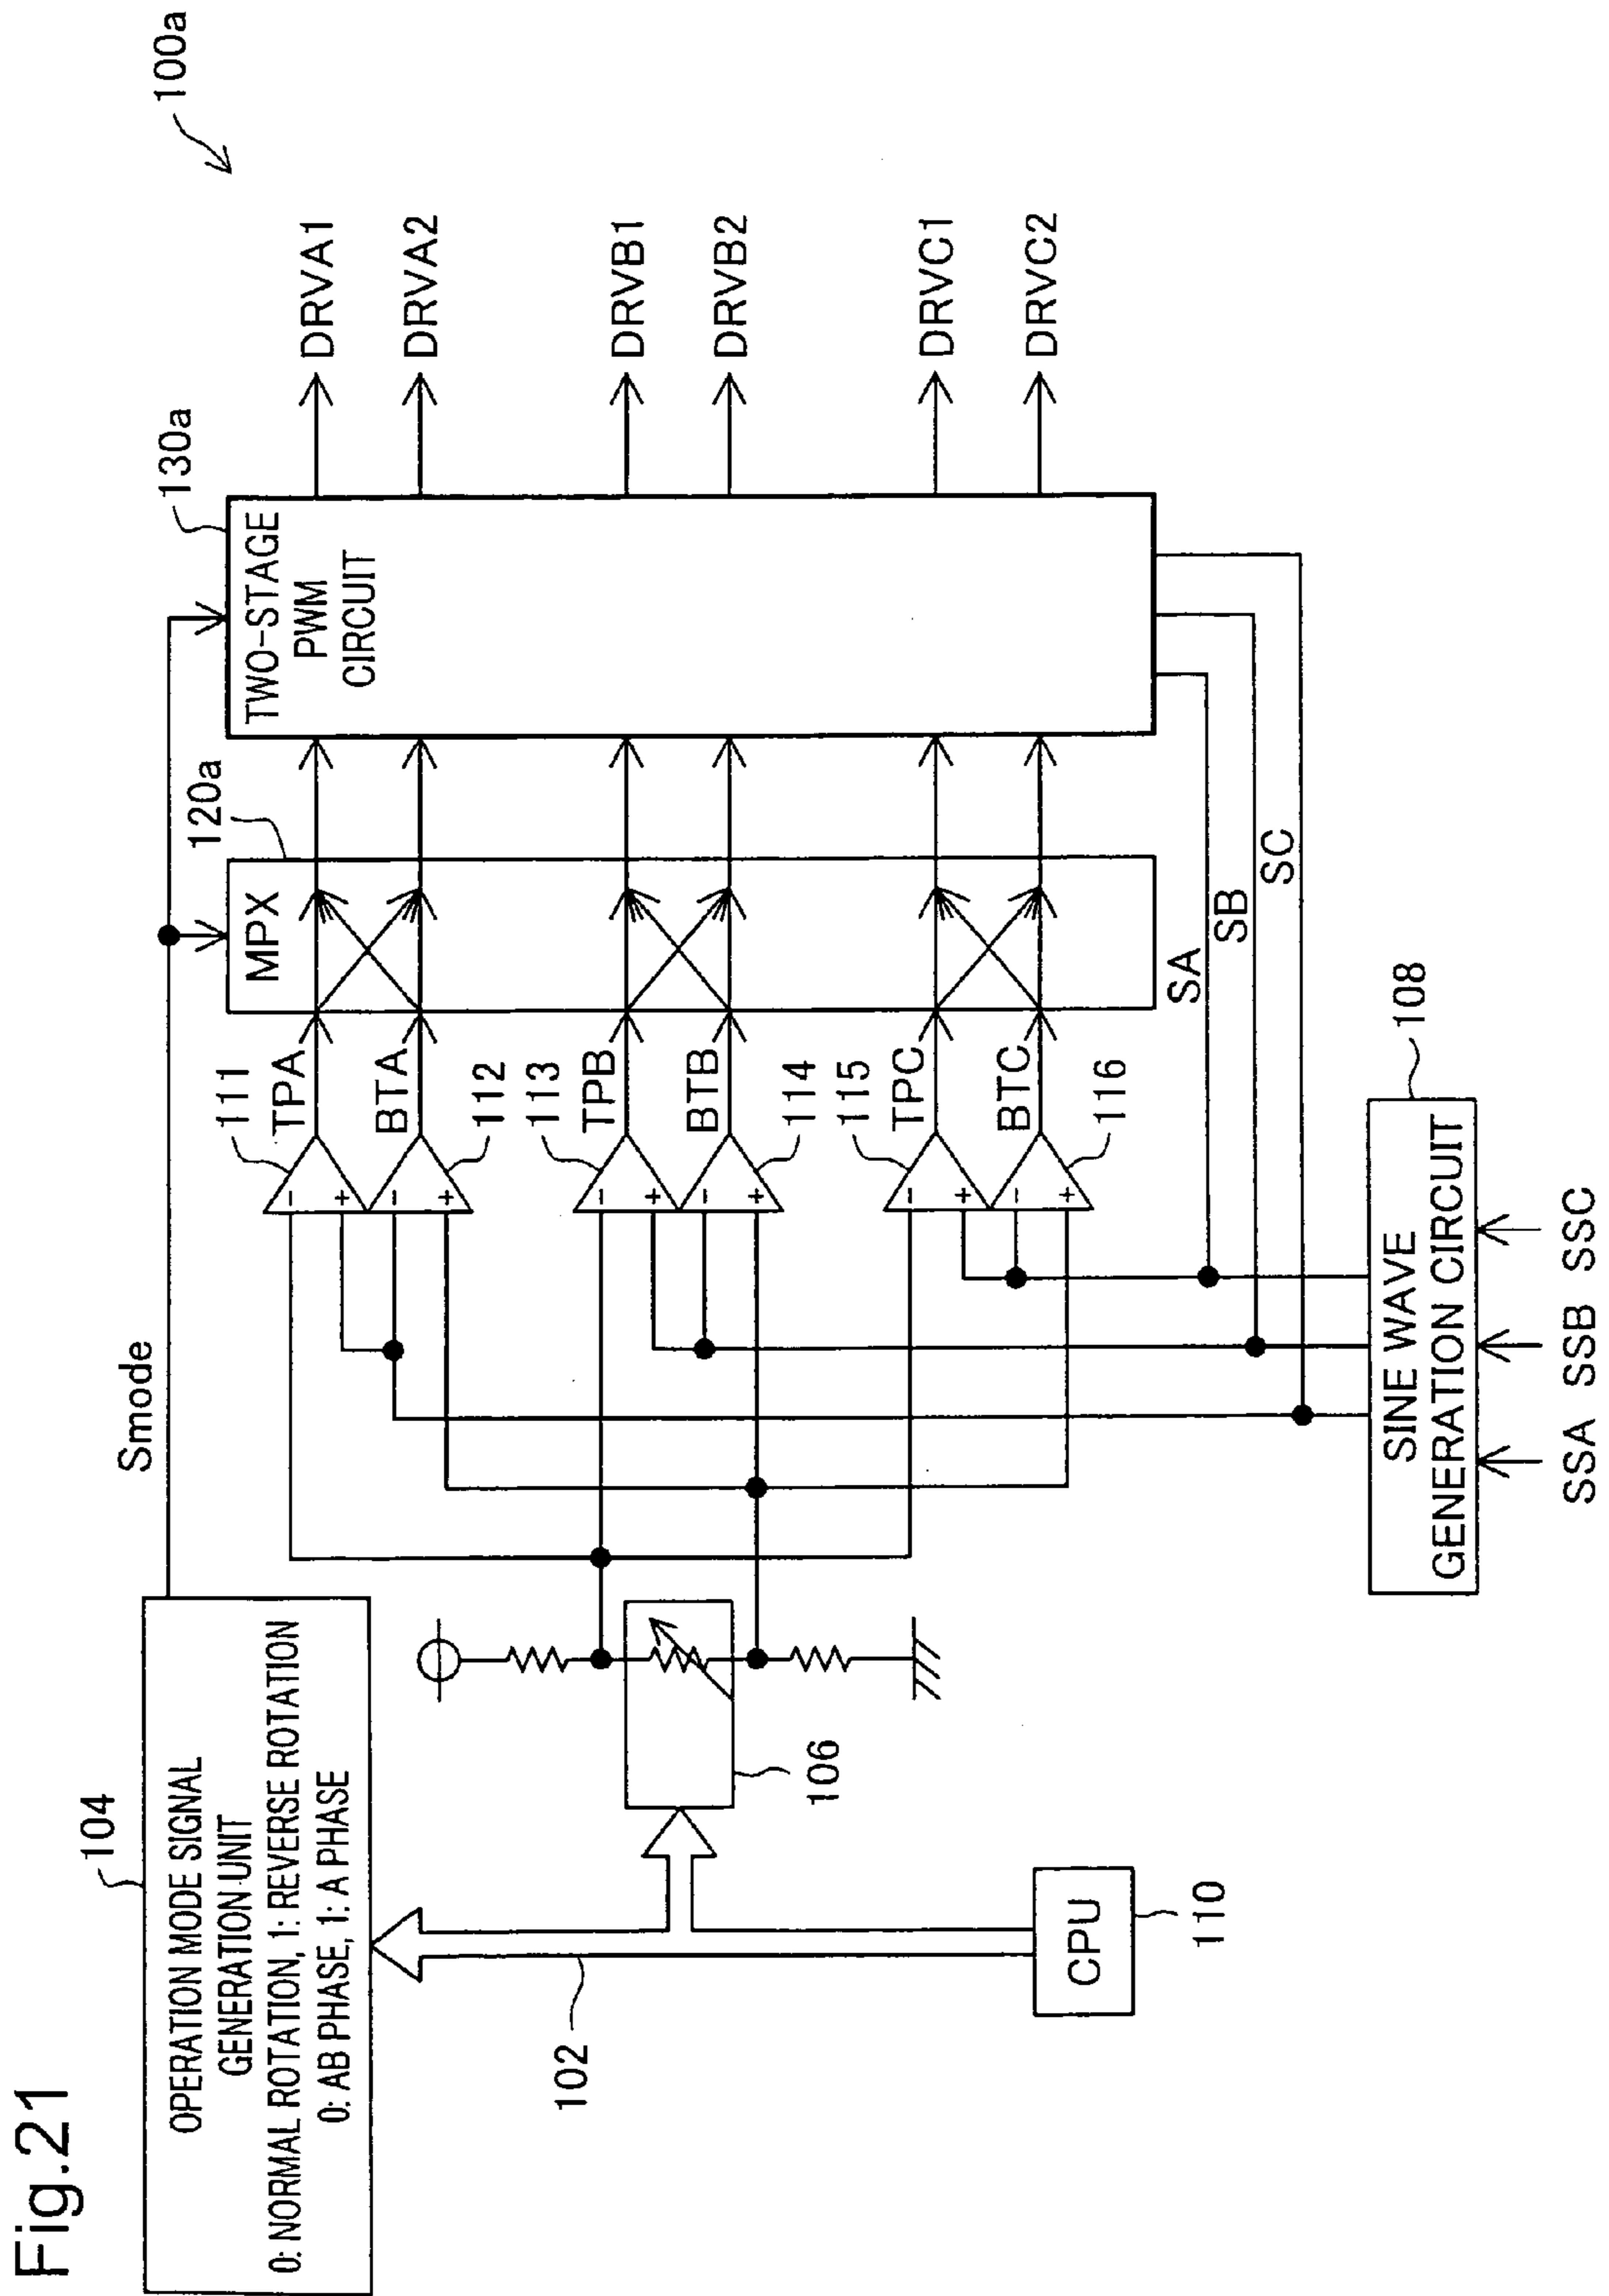 Fig.21
100a
104
OPERATION MODE SIGNAL
GENERATION UNIT
0: NORMAL ROTATION, 1: REVERSE ROTATION
0: AB PHASE, 1: A PHASE
Smode
120a
MPX
130a
TWO-STAGE
PWM
CIRCUIT
111
TPA
BTA
112
113
TPB
BTB
114
115
TPC
BTC
116
- + - +
- + - +
- + - +
DRVA1
DRVA2
DRVB1
DRVB2
DRVC1
DRVC2
102
106
CPU
110
SA
SB
SC
108
SINE WAVE
GENERATION CIRCUIT
SSA SSB SSC